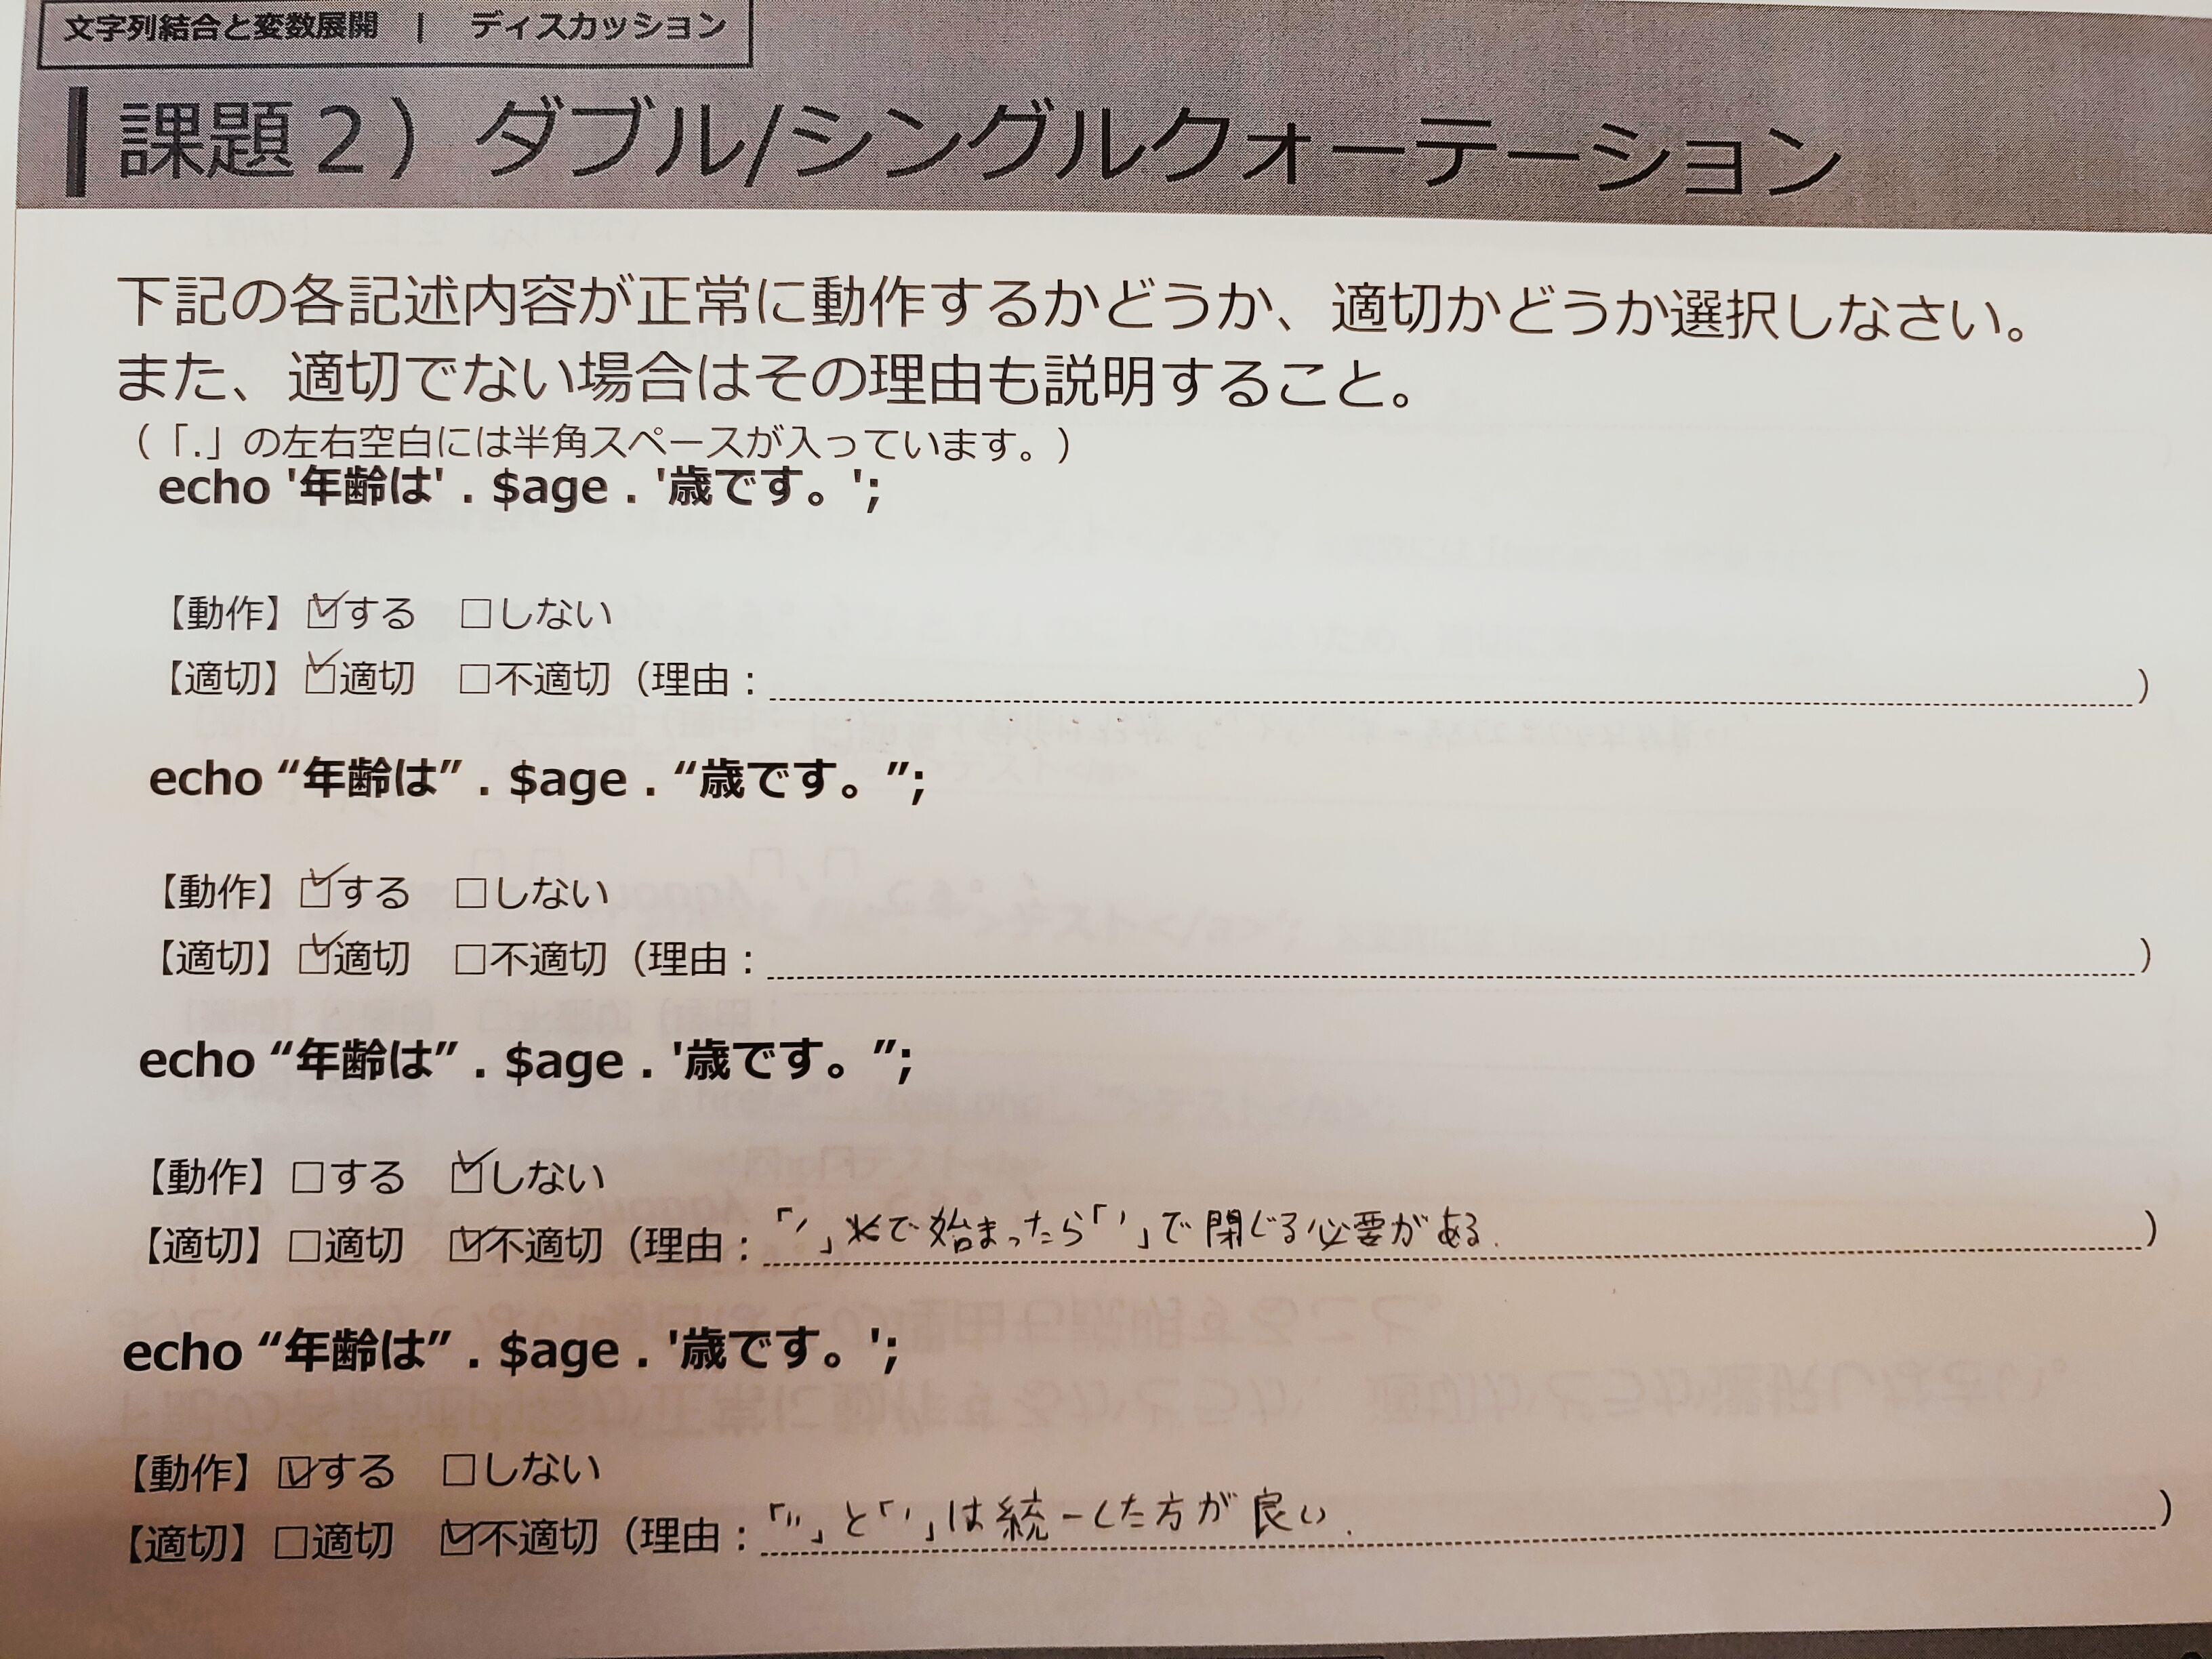 文字列結合と変数展開 | ディスカッション
課題２）ダブル/シングルクォーテーション
下記の各記述内容が正常に動作するかどうか、適切かどうか選択しなさい。
また、適切でない場合はその理由も説明すること。
（「.」の左右空白には半角スペースが入っています。）
echo '年齢は' . $age . '歳です。';
【動作】☑する □しない
【適切】☑適切 □不適切（理由：）
echo “年齢は” . $age . “歳です。”;
【動作】☑する □しない
【適切】☑適切 □不適切（理由：）
echo “年齢は” . $age . '歳です。”;
【動作】□する ☑しない
【適切】□適切 ☑不適切（理由：「'」で始まったら「'」で閉じる必要がある.）
echo “年齢は” . $age . '歳です。';
【動作】☑する □しない
【適切】□適切 ☑不適切（理由：「"」と「'」は統一した方が良い.）